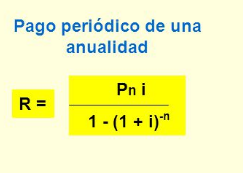 Pago periódico de una
anualidad
R = Pn i
1 - (1 + i)-n